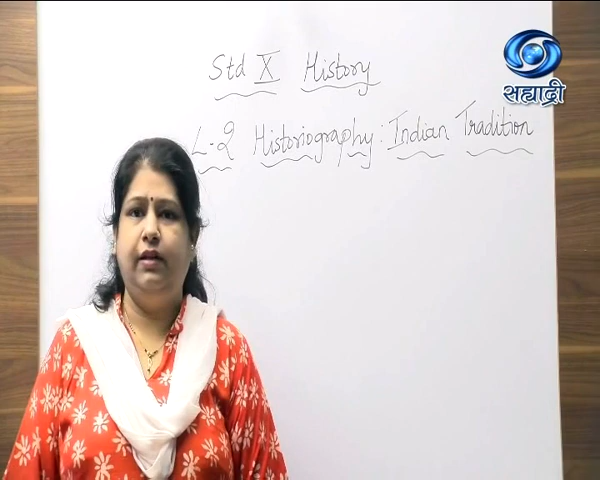 सह्याद्री
Std X History
L-2 Historiography: Indian Tradition